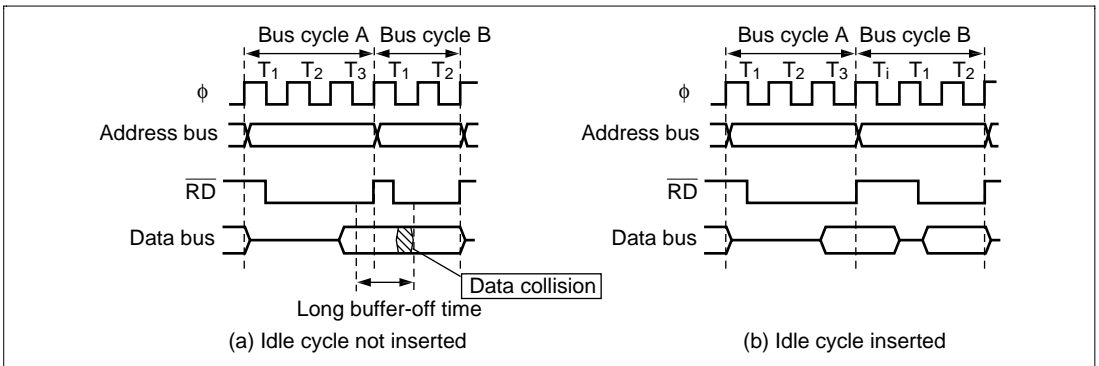 Bus cycle A Bus cycle B
T1 T2 T3 T1 T2
ϕ
Address bus
RD
Data bus
Data collision
Long buffer-off time
(a) Idle cycle not inserted
Bus cycle A Bus cycle B
T1 T2 T3 Ti T1 T2
ϕ
Address bus
RD
Data bus
(b) Idle cycle inserted